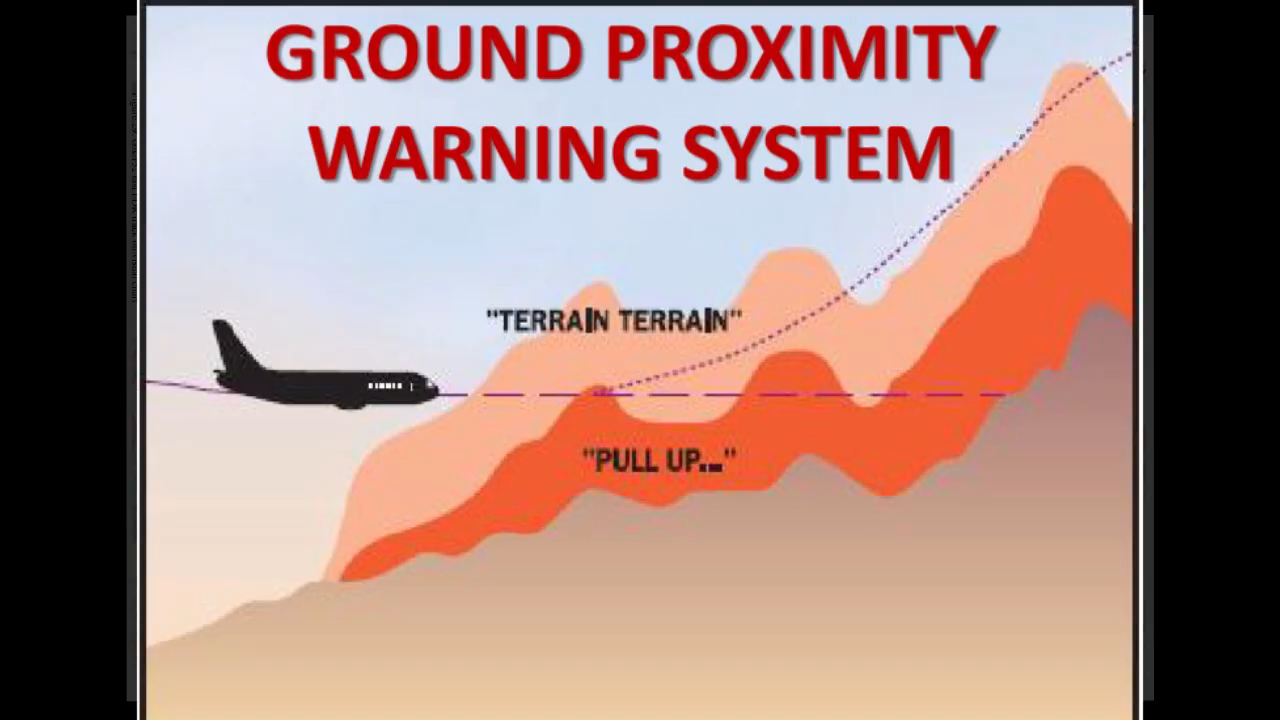 GROUND PROXIMITY
WARNING SYSTEM
"TERRAIN TERRAIN"
"PULL UP..."